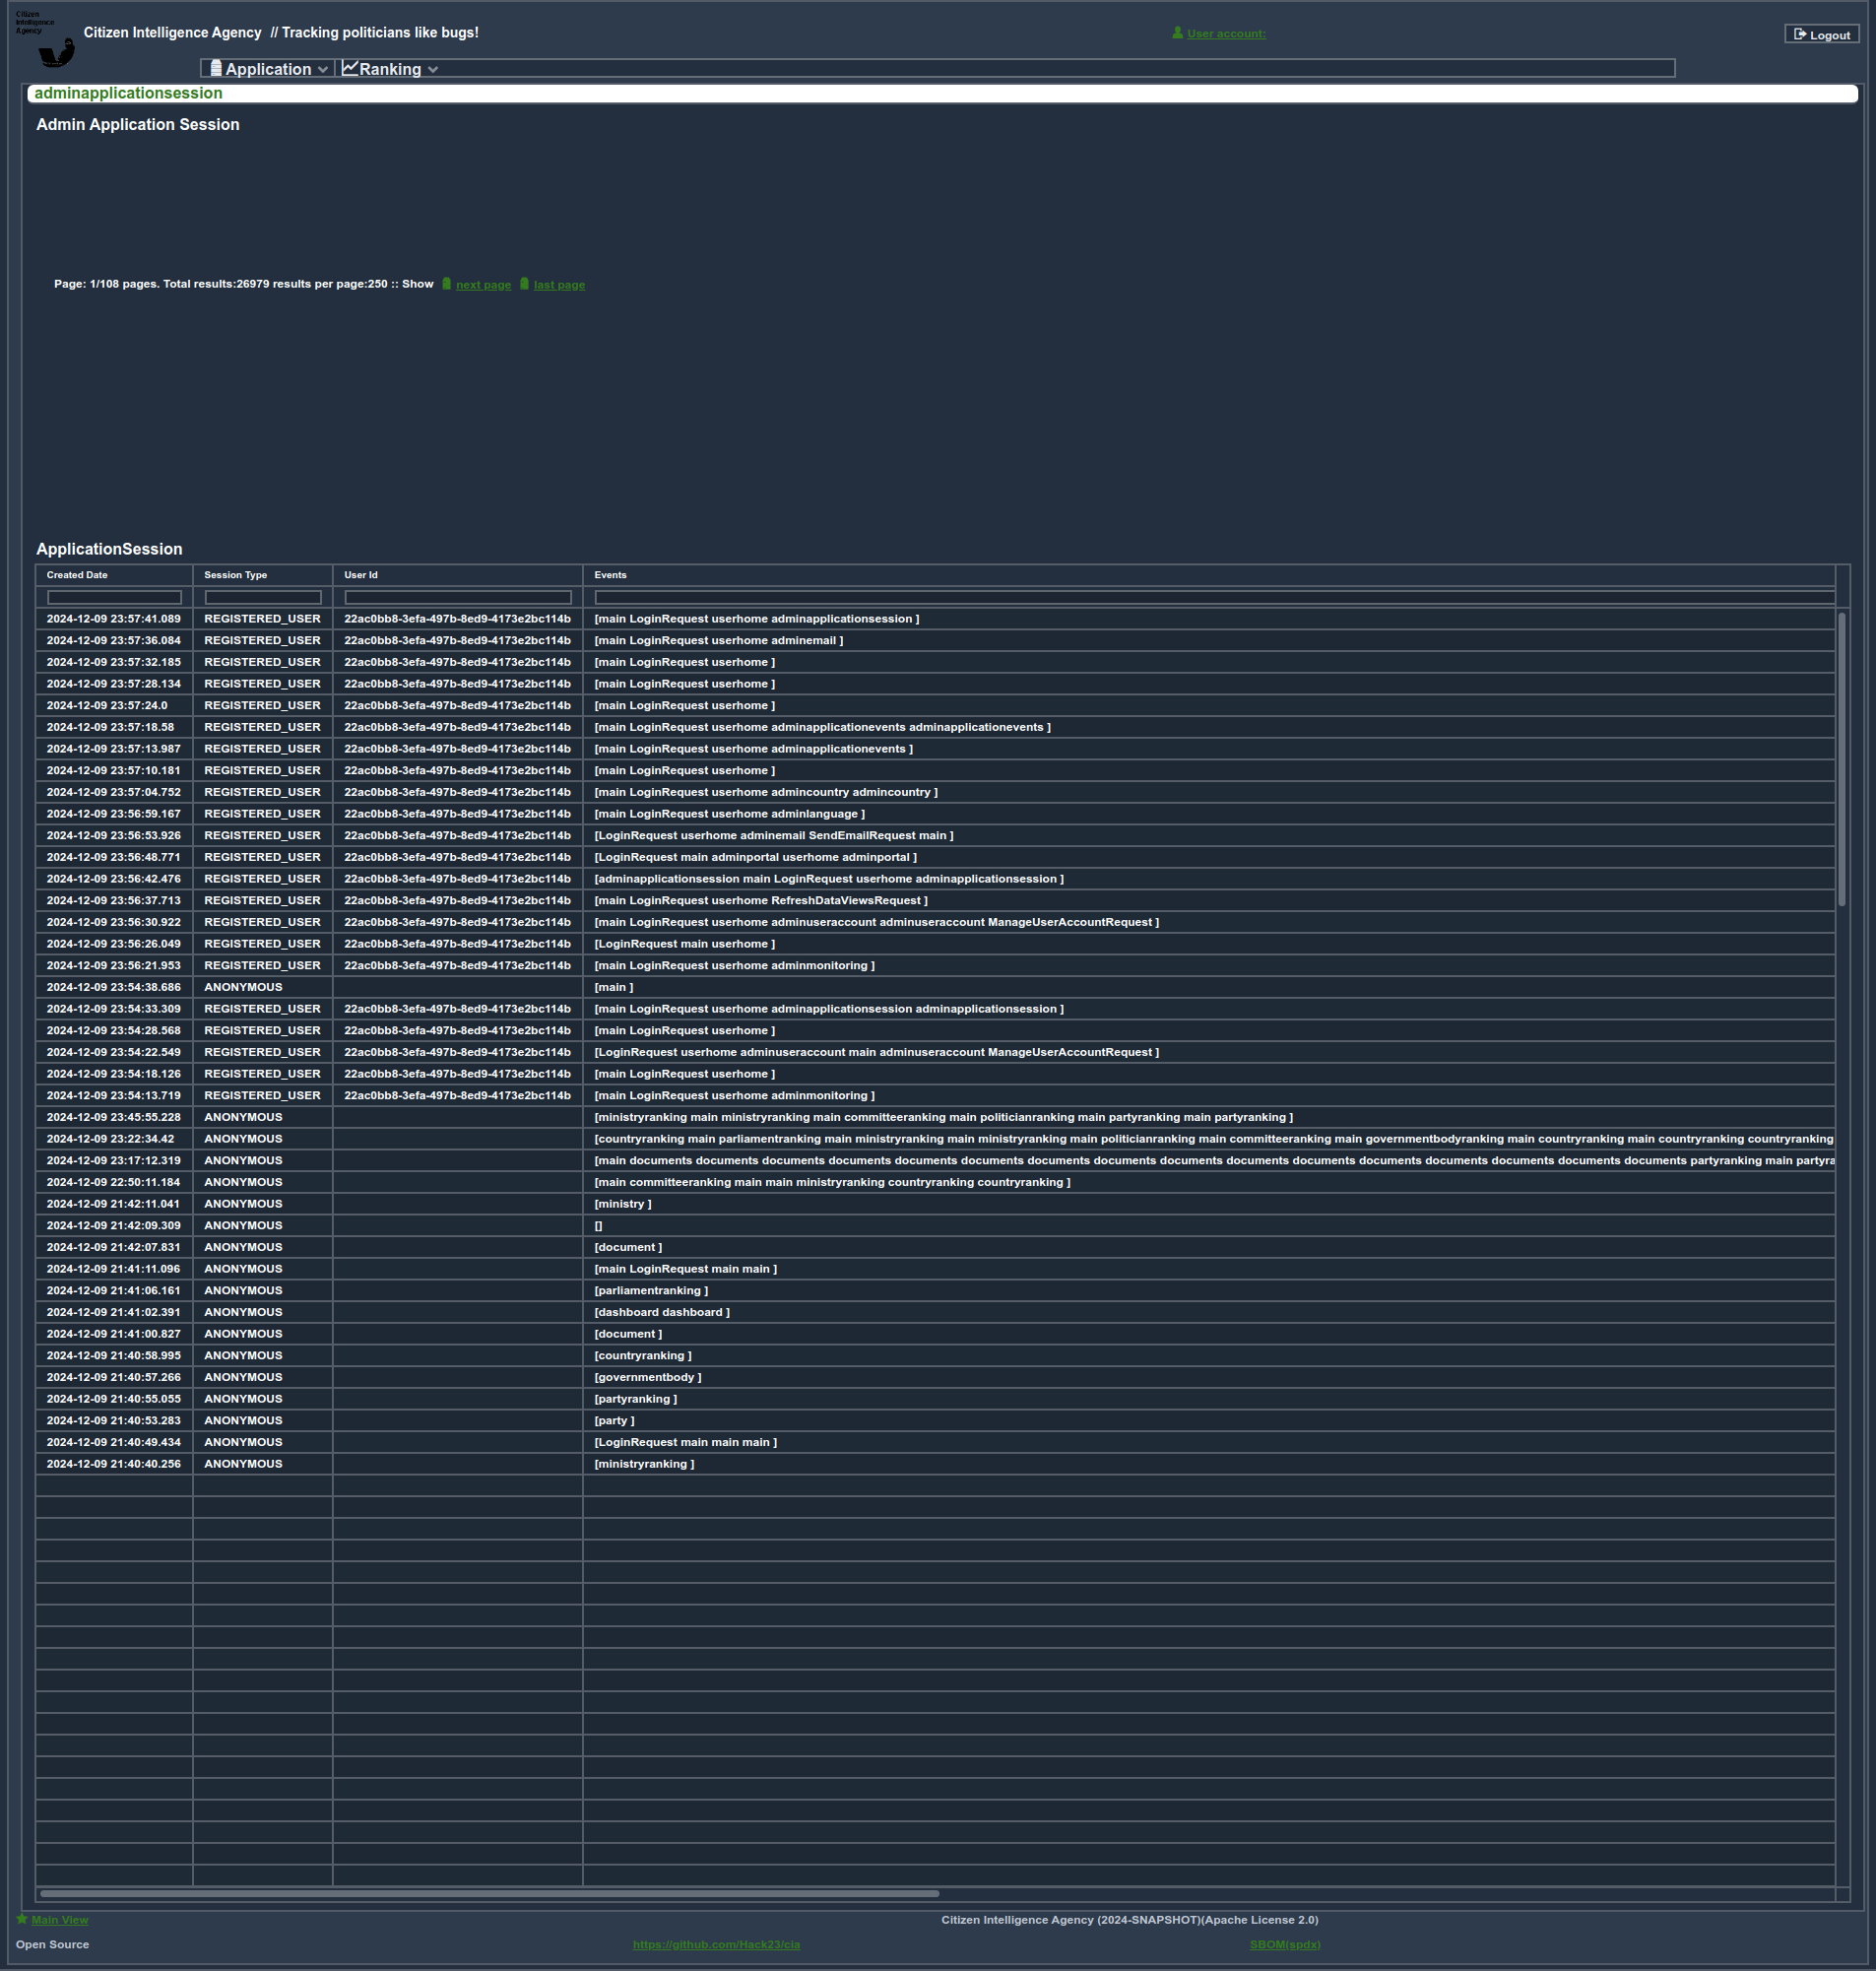 Citizen
Intelligence
Agency
Citizen Intelligence Agency // Tracking politicians like bugs!
User account:
Logout
Application Ranking
adminapplicationsession
Admin Application Session
Page: 1/108 pages. Total results:26979 results per page:250 :: Show next page last page
ApplicationSession
Created Date Session Type User Id Events
2024-12-09 23:57:41.089 REGISTERED_USER 22ac0bb8-3efa-497b-8ed9-4173e2bc114b [main LoginRequest userhome adminapplicationsession ]
2024-12-09 23:57:36.084 REGISTERED_USER 22ac0bb8-3efa-497b-8ed9-4173e2bc114b [main LoginRequest userhome adminemail ]
2024-12-09 23:57:32.185 REGISTERED_USER 22ac0bb8-3efa-497b-8ed9-4173e2bc114b [main LoginRequest userhome ]
2024-12-09 23:57:28.134 REGISTERED_USER 22ac0bb8-3efa-497b-8ed9-4173e2bc114b [main LoginRequest userhome ]
2024-12-09 23:57:24.0 REGISTERED_USER 22ac0bb8-3efa-497b-8ed9-4173e2bc114b [main LoginRequest userhome ]
2024-12-09 23:57:18.58 REGISTERED_USER 22ac0bb8-3efa-497b-8ed9-4173e2bc114b [main LoginRequest userhome adminapplicationevents adminapplicationevents ]
2024-12-09 23:57:13.987 REGISTERED_USER 22ac0bb8-3efa-497b-8ed9-4173e2bc114b [main LoginRequest userhome adminapplicationevents ]
2024-12-09 23:57:10.181 REGISTERED_USER 22ac0bb8-3efa-497b-8ed9-4173e2bc114b [main LoginRequest userhome ]
2024-12-09 23:57:04.752 REGISTERED_USER 22ac0bb8-3efa-497b-8ed9-4173e2bc114b [main LoginRequest userhome admincountry admincountry ]
2024-12-09 23:56:59.167 REGISTERED_USER 22ac0bb8-3efa-497b-8ed9-4173e2bc114b [main LoginRequest userhome adminlanguage ]
2024-12-09 23:56:53.926 REGISTERED_USER 22ac0bb8-3efa-497b-8ed9-4173e2bc114b [LoginRequest userhome adminemail SendEmailRequest main ]
2024-12-09 23:56:48.771 REGISTERED_USER 22ac0bb8-3efa-497b-8ed9-4173e2bc114b [LoginRequest main adminportal userhome adminportal ]
2024-12-09 23:56:42.476 REGISTERED_USER 22ac0bb8-3efa-497b-8ed9-4173e2bc114b [adminapplicationsession main LoginRequest userhome adminapplicationsession ]
2024-12-09 23:56:37.713 REGISTERED_USER 22ac0bb8-3efa-497b-8ed9-4173e2bc114b [main LoginRequest userhome RefreshDataViewsRequest ]
2024-12-09 23:56:30.922 REGISTERED_USER 22ac0bb8-3efa-497b-8ed9-4173e2bc114b [main LoginRequest userhome adminuseraccount adminuseraccount ManageUserAccountRequest ]
2024-12-09 23:56:26.049 REGISTERED_USER 22ac0bb8-3efa-497b-8ed9-4173e2bc114b [LoginRequest main userhome ]
2024-12-09 23:56:21.953 REGISTERED_USER 22ac0bb8-3efa-497b-8ed9-4173e2bc114b [main LoginRequest userhome adminmonitoring ]
2024-12-09 23:54:38.686 ANONYMOUS [main ]
2024-12-09 23:54:33.309 REGISTERED_USER 22ac0bb8-3efa-497b-8ed9-4173e2bc114b [main LoginRequest userhome adminapplicationsession adminapplicationsession ]
2024-12-09 23:54:28.568 REGISTERED_USER 22ac0bb8-3efa-497b-8ed9-4173e2bc114b [main LoginRequest userhome ]
2024-12-09 23:54:22.549 REGISTERED_USER 22ac0bb8-3efa-497b-8ed9-4173e2bc114b [LoginRequest userhome adminuseraccount main adminuseraccount ManageUserAccountRequest ]
2024-12-09 23:54:18.126 REGISTERED_USER 22ac0bb8-3efa-497b-8ed9-4173e2bc114b [main LoginRequest userhome ]
2024-12-09 23:54:13.719 REGISTERED_USER 22ac0bb8-3efa-497b-8ed9-4173e2bc114b [main LoginRequest userhome adminmonitoring ]
2024-12-09 23:45:55.228 ANONYMOUS [ministryranking main ministryranking main committeeranking main politicianranking main partyranking main partyranking ]
2024-12-09 23:22:34.42 ANONYMOUS [countryranking main parliamentranking main ministryranking main ministryranking main politicianranking main committeeranking main governmentbodyranking main countryranking main countryranking countryranking
2024-12-09 23:17:12.319 ANONYMOUS [main documents documents documents documents documents documents documents documents documents documents documents documents documents documents documents partyranking main partyra
2024-12-09 22:50:11.184 ANONYMOUS [main committeeranking main main ministryranking countryranking countryranking ]
2024-12-09 21:42:11.041 ANONYMOUS [ministry ]
2024-12-09 21:42:09.309 ANONYMOUS []
2024-12-09 21:42:07.831 ANONYMOUS [document ]
2024-12-09 21:41:11.096 ANONYMOUS [main LoginRequest main main ]
2024-12-09 21:41:06.161 ANONYMOUS [parliamentranking ]
2024-12-09 21:41:02.391 ANONYMOUS [dashboard dashboard ]
2024-12-09 21:41:00.827 ANONYMOUS [document ]
2024-12-09 21:40:58.995 ANONYMOUS [countryranking ]
2024-12-09 21:40:57.266 ANONYMOUS [governmentbody ]
2024-12-09 21:40:55.055 ANONYMOUS [partyranking ]
2024-12-09 21:40:53.283 ANONYMOUS [party ]
2024-12-09 21:40:49.434 ANONYMOUS [LoginRequest main main main ]
2024-12-09 21:40:40.256 ANONYMOUS [ministryranking ]
Main View Citizen Intelligence Agency (2024-SNAPSHOT)(Apache License 2.0)
Open Source https://github.com/Hack23/cia SBOM(spdx)